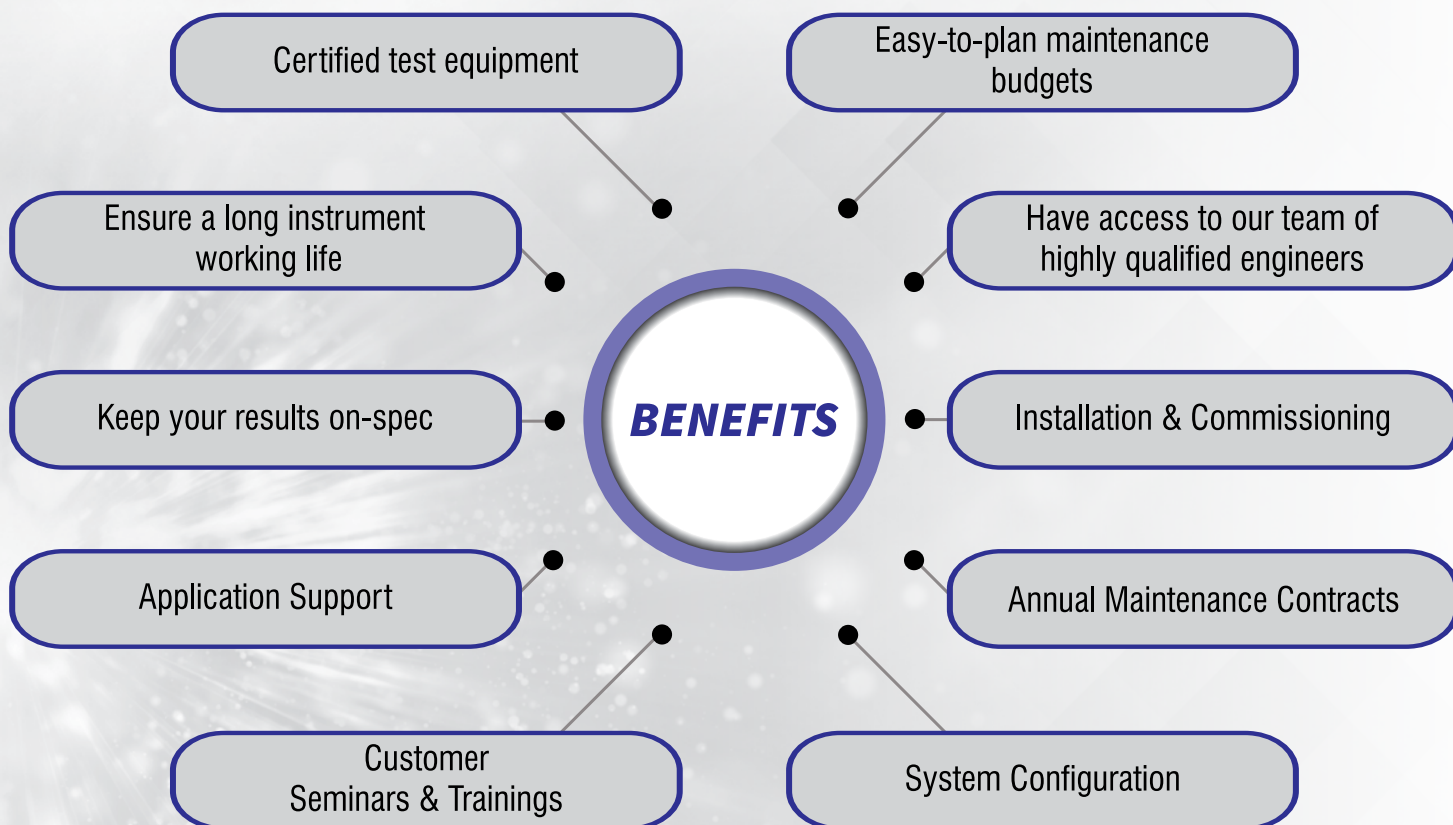 Certified test equipment
Easy-to-plan maintenance
budgets
Ensure a long instrument
working life
Have access to our team of
highly qualified engineers
Keep your results on-spec
BENEFITS
Installation & Commissioning
Application Support
Annual Maintenance Contracts
Customer
Seminars & Trainings
System Configuration